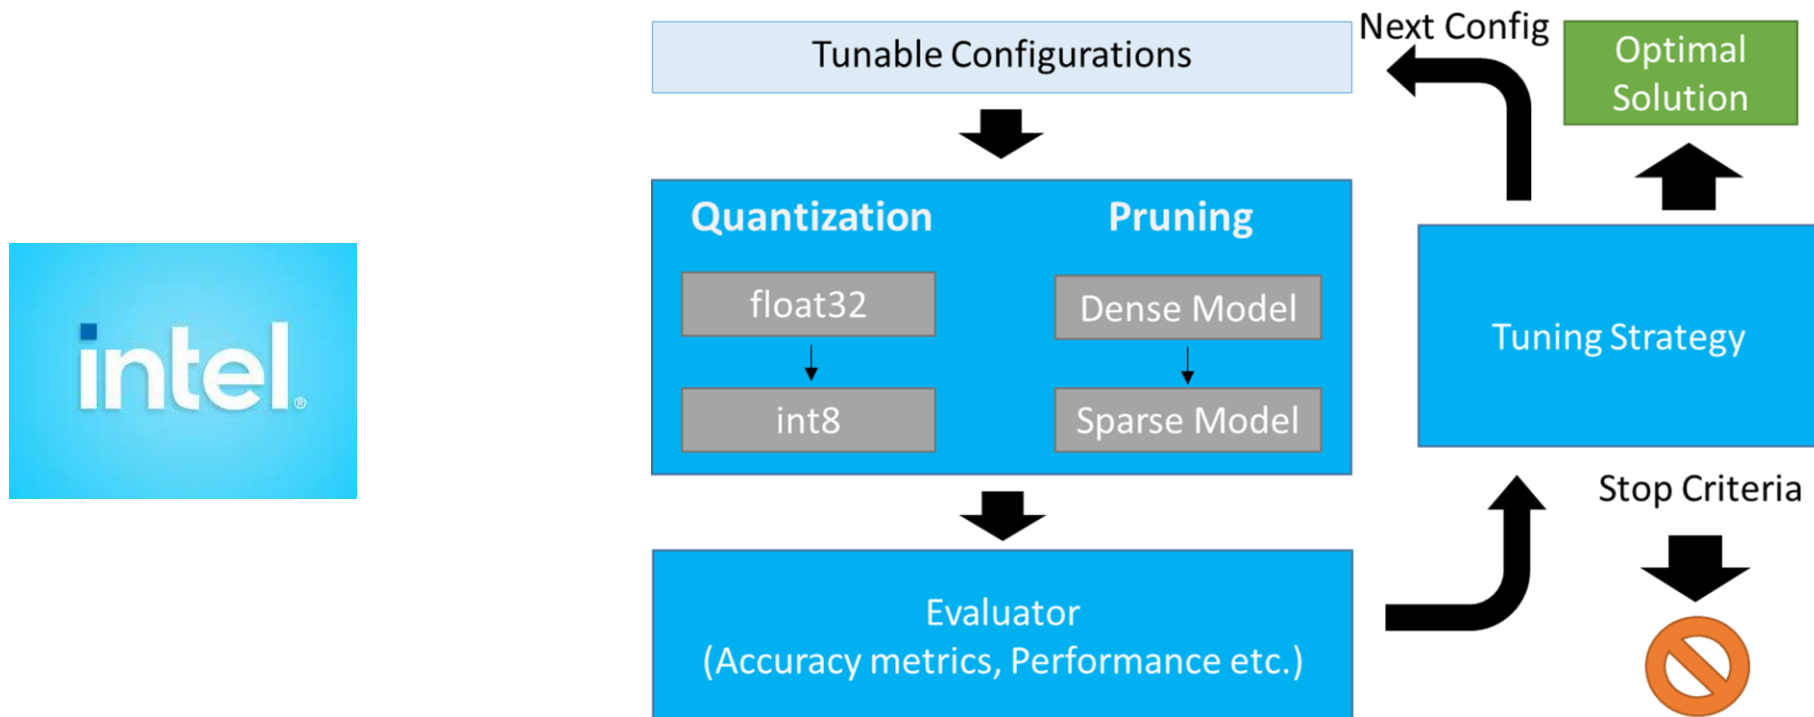 intel®
Tunable Configurations
Next Config
Optimal
Solution
Quantization
Pruning
float32
Dense Model
int8
Sparse Model
Tuning Strategy
Stop Criteria
Evaluator
(Accuracy metrics, Performance etc.)